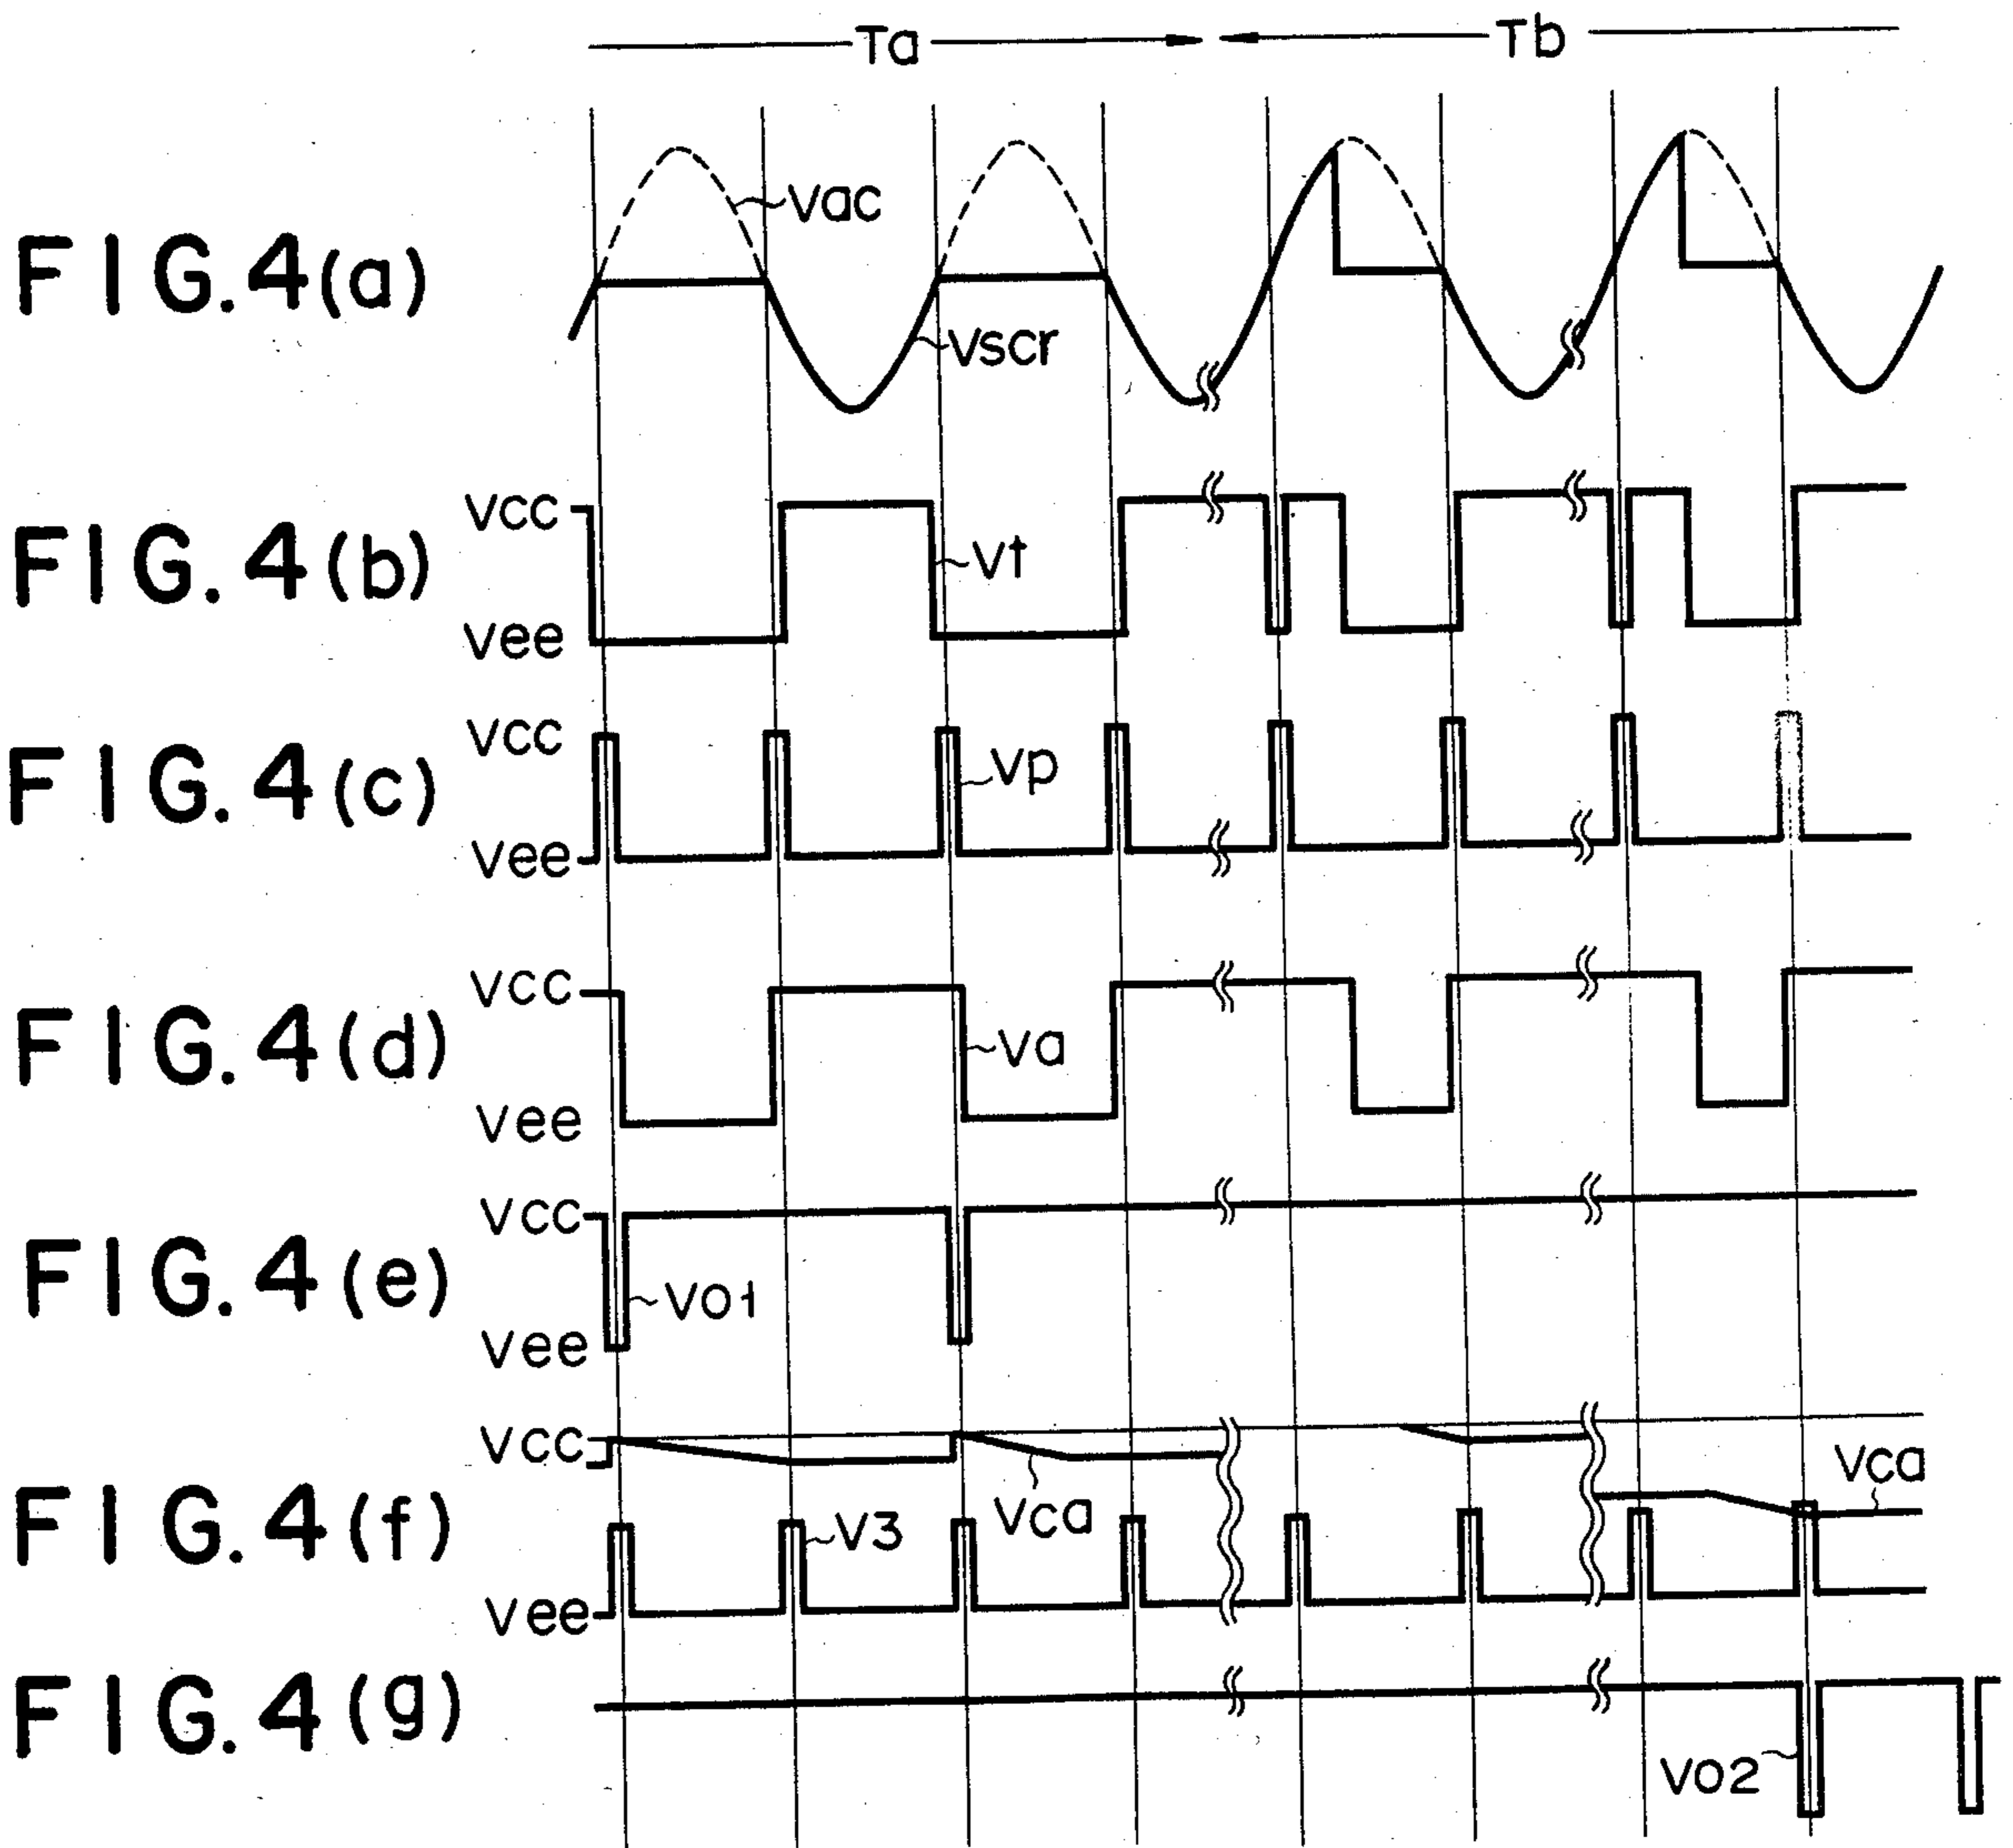 Ta Tb
FIG.4(a)
Vac
Vscr
FIG.4(b)
Vcc
Vt
Vee
FIG.4(c)
Vcc
Vp
Vee
FIG.4(d)
Vcc
Va
Vee
FIG.4(e)
Vcc
Vo1
Vee
FIG.4(f)
Vcc
Vca
Vca
V3
Vee
FIG.4(g)
Vo2